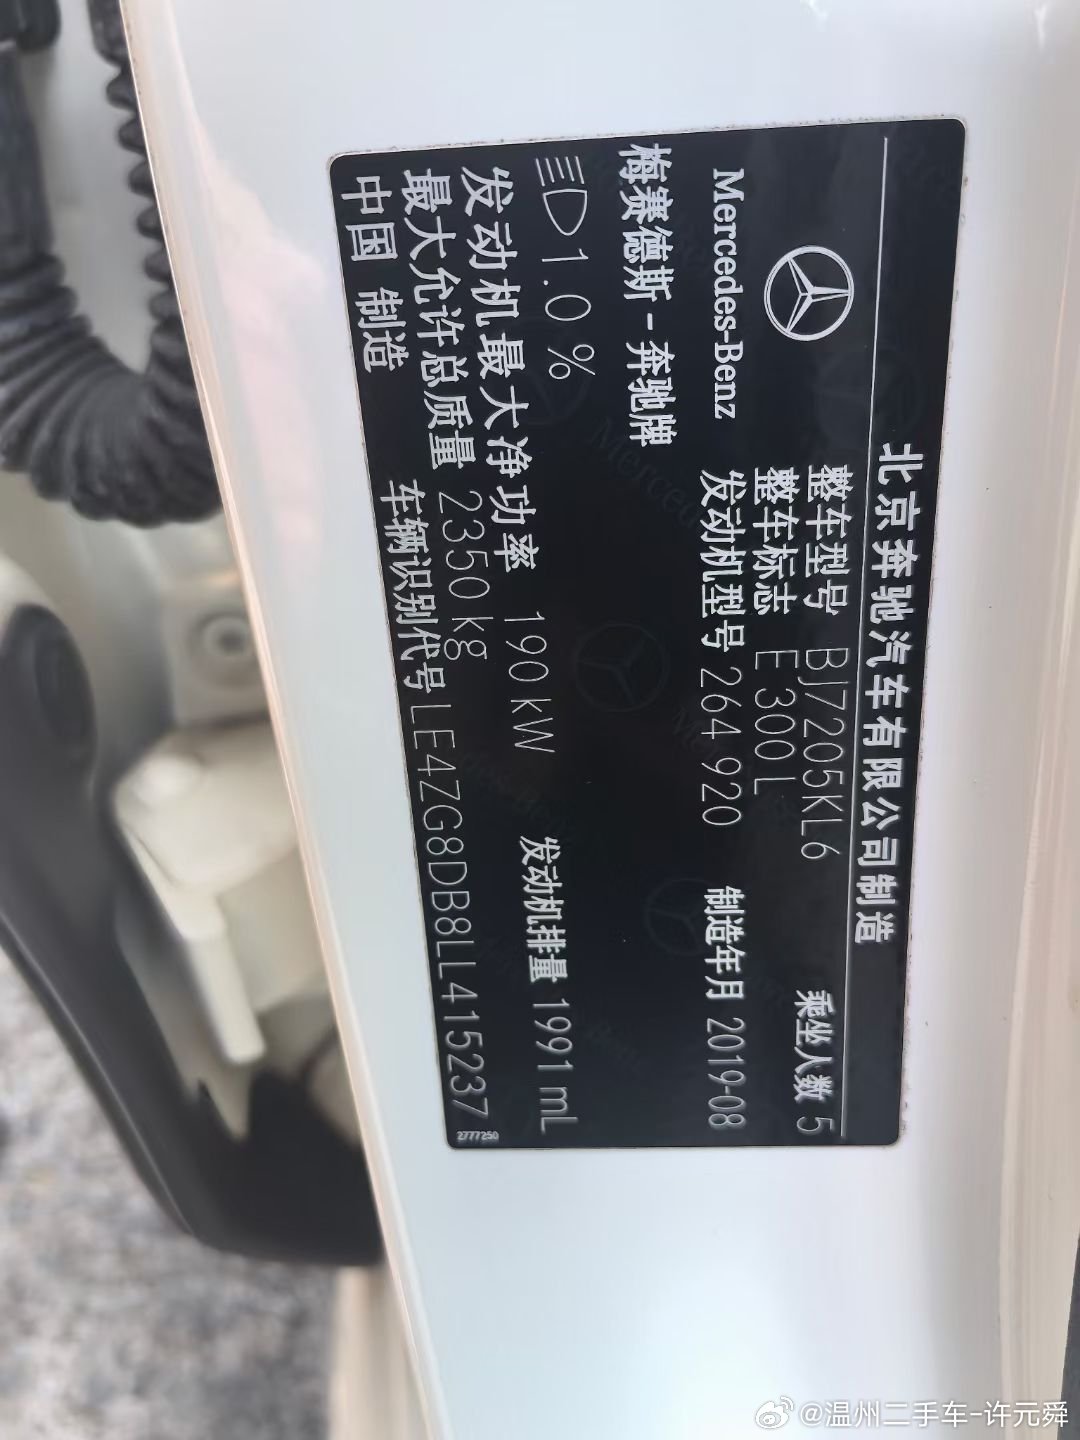 北京奔驰汽车有限公司制造
Mercedes-Benz
整车型号 BJ7205KL6 乘坐人数 5
整车标志 E 300 L
发动机型号 264 920 制造年月 2019-08
梅赛德斯-奔驰牌
1.0%
发动机最大净功率 190 kW 发动机排量 1991 mL
最大允许总质量 2350 kg
中国 制造 车辆识别代号 LE4ZG8DB8LL415237
2777250
@温州二手车-许元舜